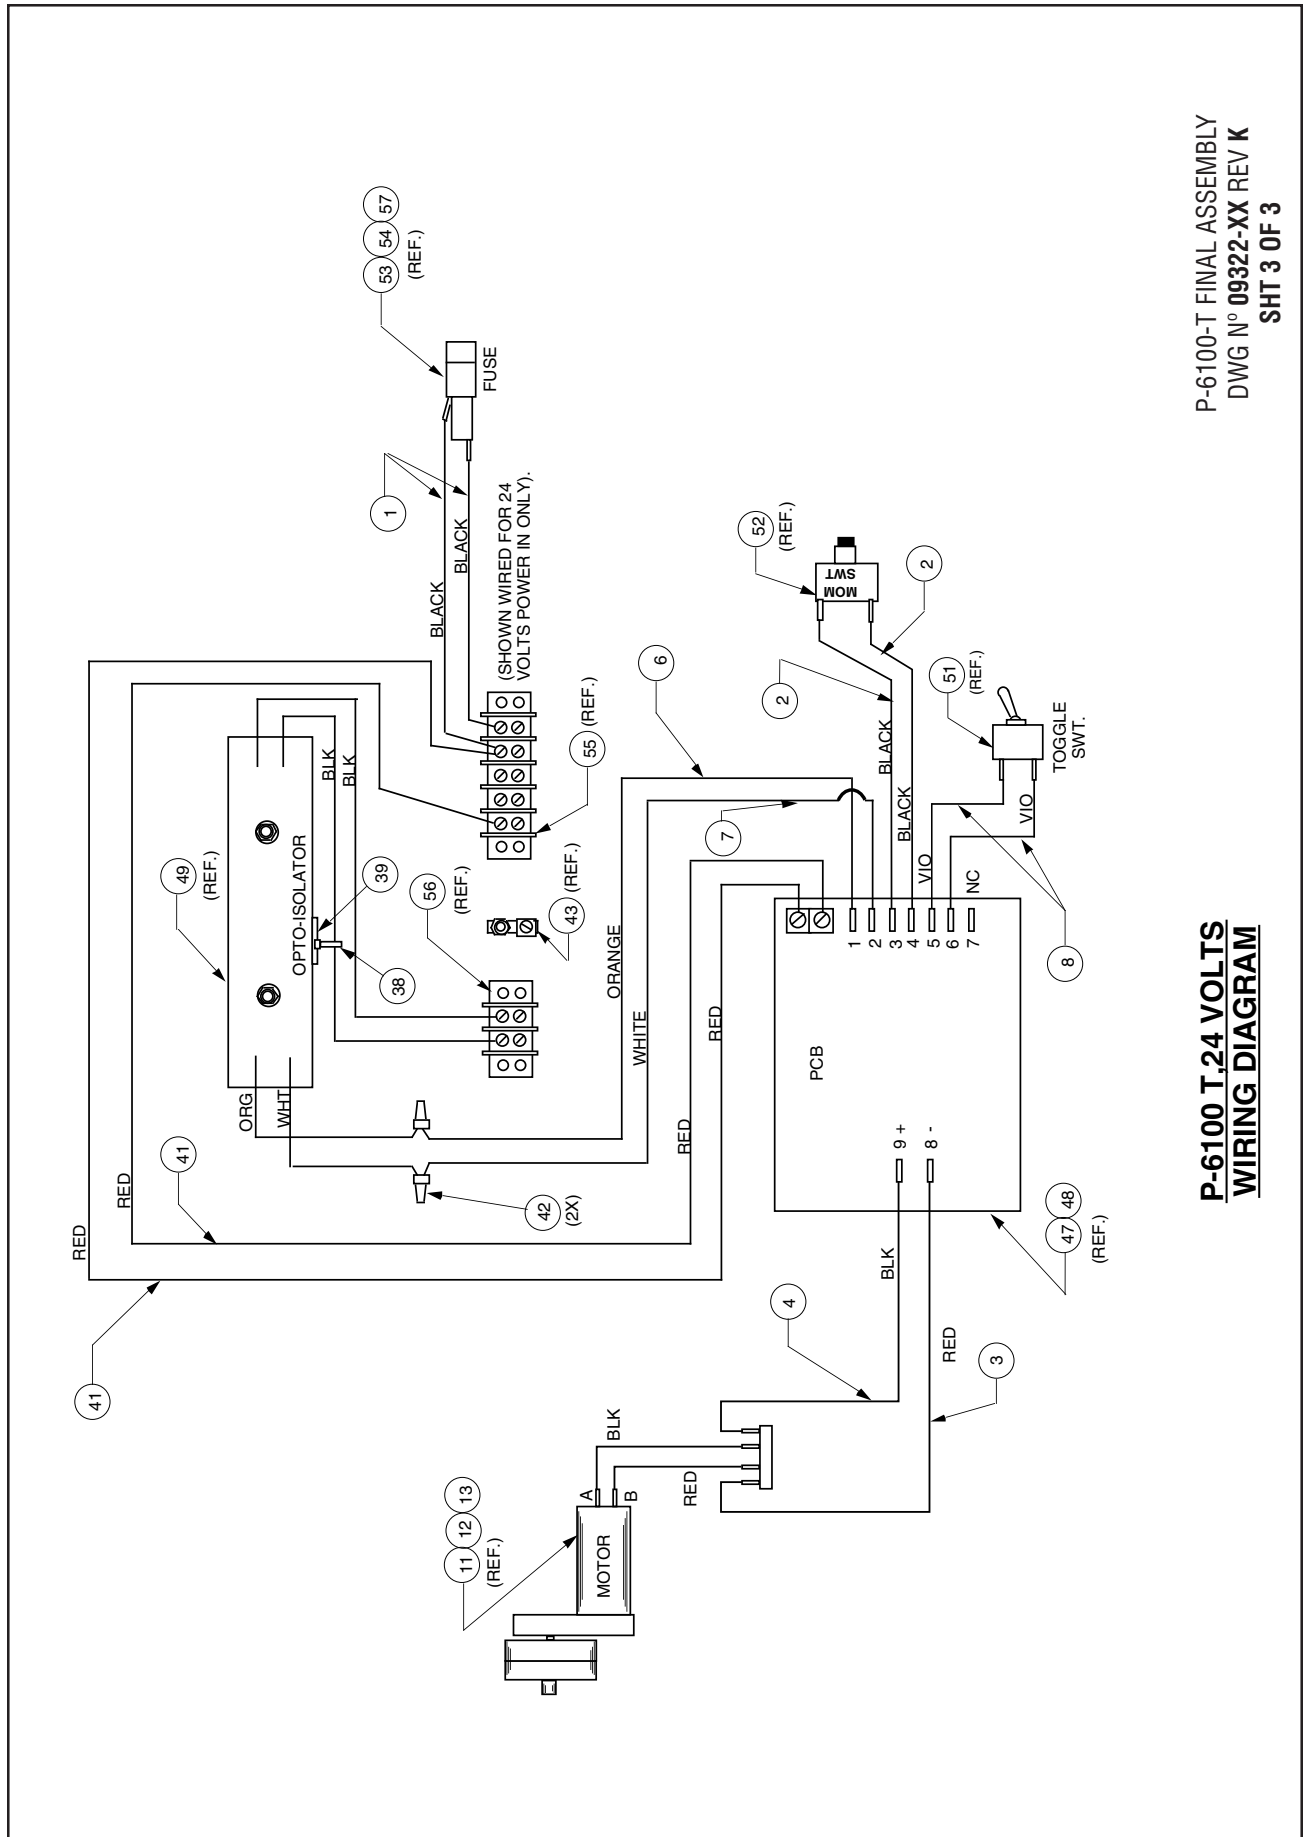 P-6100-T FINAL ASSEMBLY
DWG Nº 09322-XX REV K
SHT 3 OF 3
41
RED
RED
41
RED
RED
49
(REF.)
OPTO-ISOLATOR
39
38
ORG
WHT
BLK
BLK
42
(2X)
56
(REF.)
43
(REF.)
55
(REF.)
(SHOWN WIRED FOR 24
VOLTS POWER IN ONLY).
BLACK
BLACK
1
53
54
57
(REF.)
FUSE
ORANGE
WHITE
6
7
52
(REF.)
MOM
SWT
2
2
BLACK
BLACK
51
(REF.)
TOGGLE
SWT.
VIO
VIO
8
NC
1
2
3
4
5
6
7
PCB
9 +
8 -
47
48
(REF.)
BLK
RED
4
3
11
12
13
(REF.)
MOTOR
A
B
BLK
RED
P-6100 T,24 VOLTS
WIRING DIAGRAM